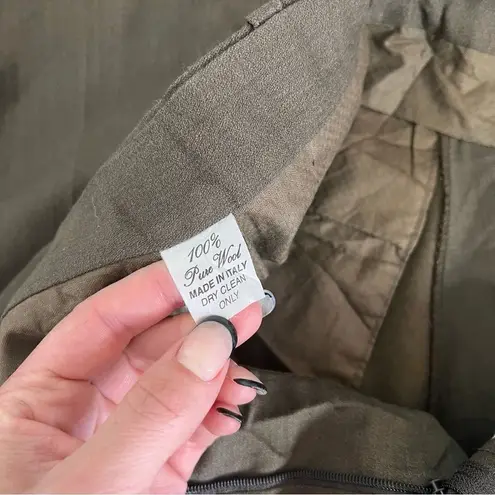 100%
Pure Wool
MADE IN ITALY
DRY CLEAN
ONLY